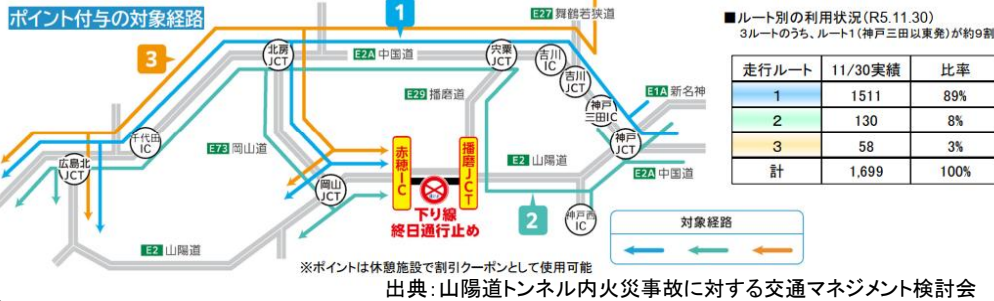 ポイント付与の対象経路
1
E27 舞鶴若狭道
3
北房JCT
E2A 中国道
宍粟JCT
吉川IC
吉川JCT
E29 播磨道
神戸三田IC
E1A 新名神
千代田IC
神戸JCT
広島北JCT
E73 岡山道
赤穂IC
播磨JCT
E2 山陽道
E2A 中国道
岡山JCT
下り線
終日通行止め
2
神戸西IC
E2 山陽道
対象経路
※ポイントは休憩施設で割引クーポンとして使用可能
■ルート別の利用状況(R5.11.30)
3ルートのうち、ルート1(神戸三田以東発)が約9割
走行ルート 11/30実績 比率
1 1511 89%
2 130 8%
3 58 3%
計 1,699 100%
出典:山陽道トンネル内火災事故に対する交通マネジメント検討会